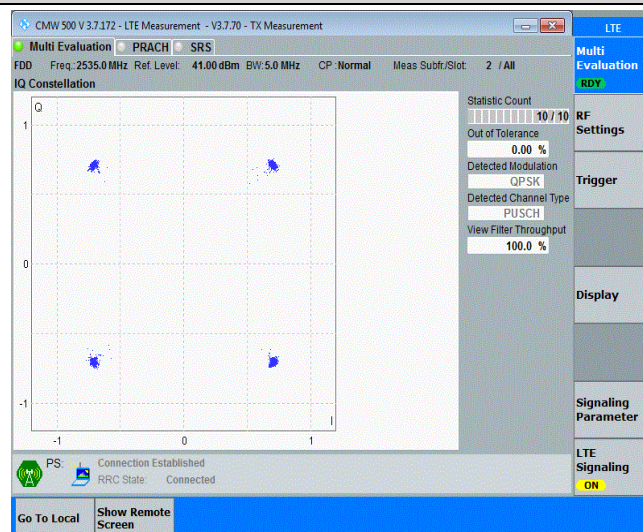 CMW 500 V 3.7.172 - LTE Measurement - V3.7.70 - TX Measurement
LTE
Multi Evaluation PRACH SRS
FDD Freq.:2535.0 MHz Ref. Level: 41.00 dBm BW:5.0 MHz CP :Normal Meas Subfr./Slot: 2 / All
IQ Constellation
Q
1
0
-1
-1 0 1
I
Statistic Count
10 / 10
Out of Tolerance
0.00 %
Detected Modulation
QPSK
Detected Channel Type
PUSCH
View Filter Throughput
100.0 %
Multi
Evaluation
RDY
RF
Settings
Trigger
Display
Signaling
Parameter
LTE
Signaling
ON
PS: Connection Established
RRC State: Connected
Go To Local
Show Remote
Screen